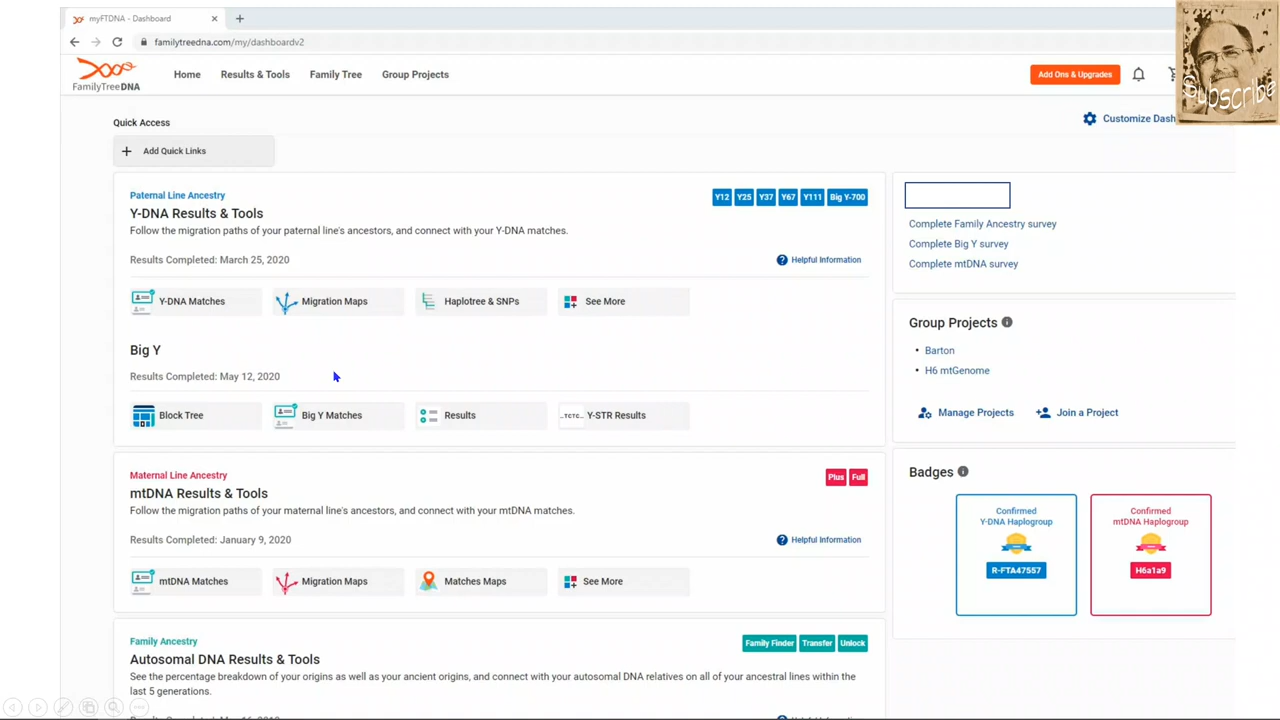 myFTDNA - Dashboard
familytreedna.com/my/dashboardv2
FamilyTreeDNA
Home
Results & Tools
Family Tree
Group Projects
Add Ons & Upgrades
Subscribe
Quick Access
Customize Dash
Add Quick Links
Paternal Line Ancestry
Y12 Y25 Y37 Y67 Y111 Big Y-700
Y-DNA Results & Tools
Follow the migration paths of your paternal line's ancestors, and connect with your Y-DNA matches.
Results Completed: March 25, 2020
Helpful Information
Y-DNA Matches
Migration Maps
Haplotree & SNPs
See More
Big Y
Results Completed: May 12, 2020
Block Tree
Big Y Matches
Results
..TCTC.. Y-STR Results
Maternal Line Ancestry
Plus Full
mtDNA Results & Tools
Follow the migration paths of your maternal line's ancestors, and connect with your mtDNA matches.
Results Completed: January 9, 2020
Helpful Information
mtDNA Matches
Migration Maps
Matches Maps
See More
Family Ancestry
Family Finder Transfer Unlock
Autosomal DNA Results & Tools
See the percentage breakdown of your origins as well as your ancient origins, and connect with your autosomal DNA relatives on all of your ancestral lines within the
last 5 generations.
Complete Family Ancestry survey
Complete Big Y survey
Complete mtDNA survey
Group Projects
• Barton
• H6 mtGenome
Manage Projects
Join a Project
Badges
Confirmed
Y-DNA Haplogroup
R-FTA47557
Confirmed
mtDNA Haplogroup
H6a1a9